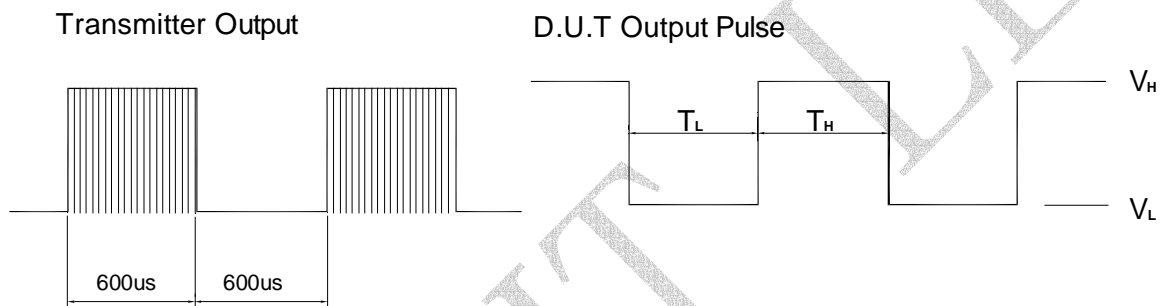 Transmitter Output
D.U.T Output Pulse
VH
TL
TH
VL
600us
600us